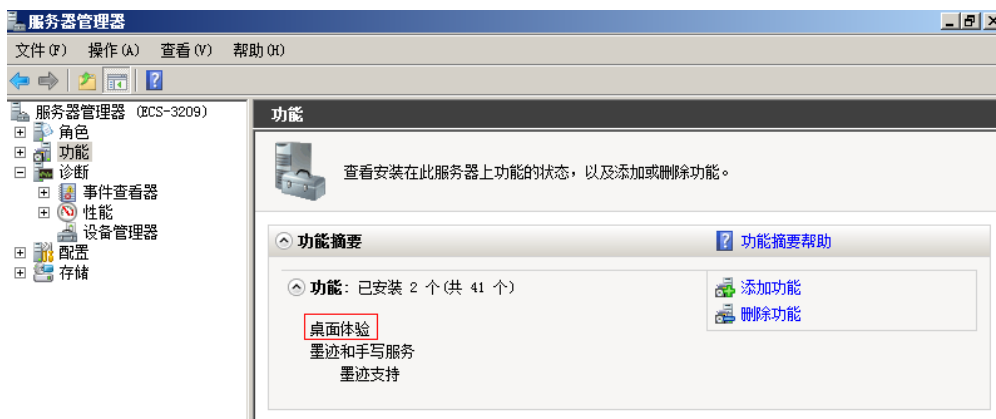 服务器管理器
文件(F) 操作(A) 查看(V) 帮助(H)
服务器管理器 (ECS-3209)
角色
功能
诊断
事件查看器
性能
设备管理器
配置
存储
功能
查看安装在此服务器上功能的状态，以及添加或删除功能。
功能摘要
功能摘要帮助
功能: 已安装 2 个(共 41 个)
添加功能
删除功能
桌面体验
墨迹和手写服务
墨迹支持